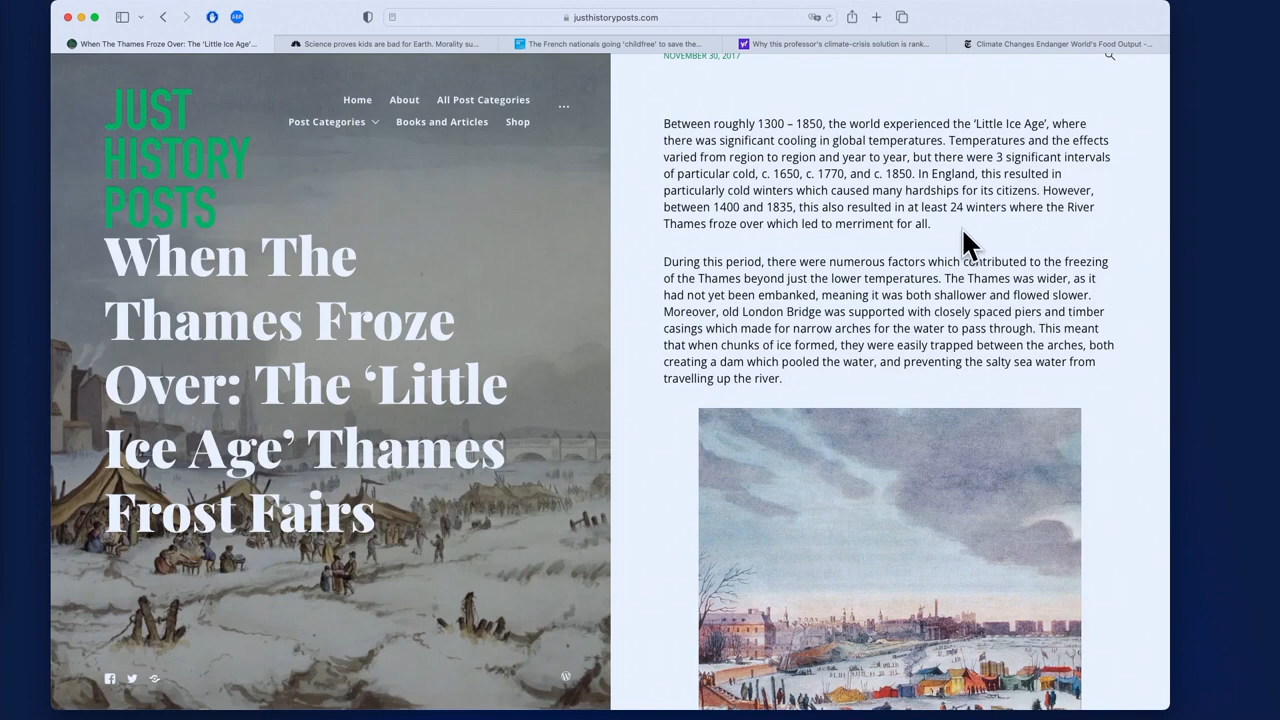 ABP
justhistoryposts.com
When The Thames Froze Over: The 'Little Ice Age'...
Science proves kids are bad for Earth. Morality su...
The French nationals going 'childfree' to save the...
Why this professor's climate-crisis solution is rank...
Climate Changes Endanger World's Food Output -...
JUST
HISTORY
POSTS
Home About All Post Categories
...
Post Categories Books and Articles Shop
When The
Thames Froze
Over: The ‘Little
Ice Age’ Thames
Frost Fairs
NOVEMBER 30, 2017
Between roughly 1300 – 1850, the world experienced the ‘Little Ice Age’, where
there was significant cooling in global temperatures. Temperatures and the effects
varied from region to region and year to year, but there were 3 significant intervals
of particular cold, c. 1650, c. 1770, and c. 1850. In England, this resulted in
particularly cold winters which caused many hardships for its citizens. However,
between 1400 and 1835, this also resulted in at least 24 winters where the River
Thames froze over which led to merriment for all.
During this period, there were numerous factors which contributed to the freezing
of the Thames beyond just the lower temperatures. The Thames was wider, as it
had not yet been embanked, meaning it was both shallower and flowed slower.
Moreover, old London Bridge was supported with closely spaced piers and timber
casings which made for narrow arches for the water to pass through. This meant
that when chunks of ice formed, they were easily trapped between the arches, both
creating a dam which pooled the water, and preventing the salty sea water from
travelling up the river.